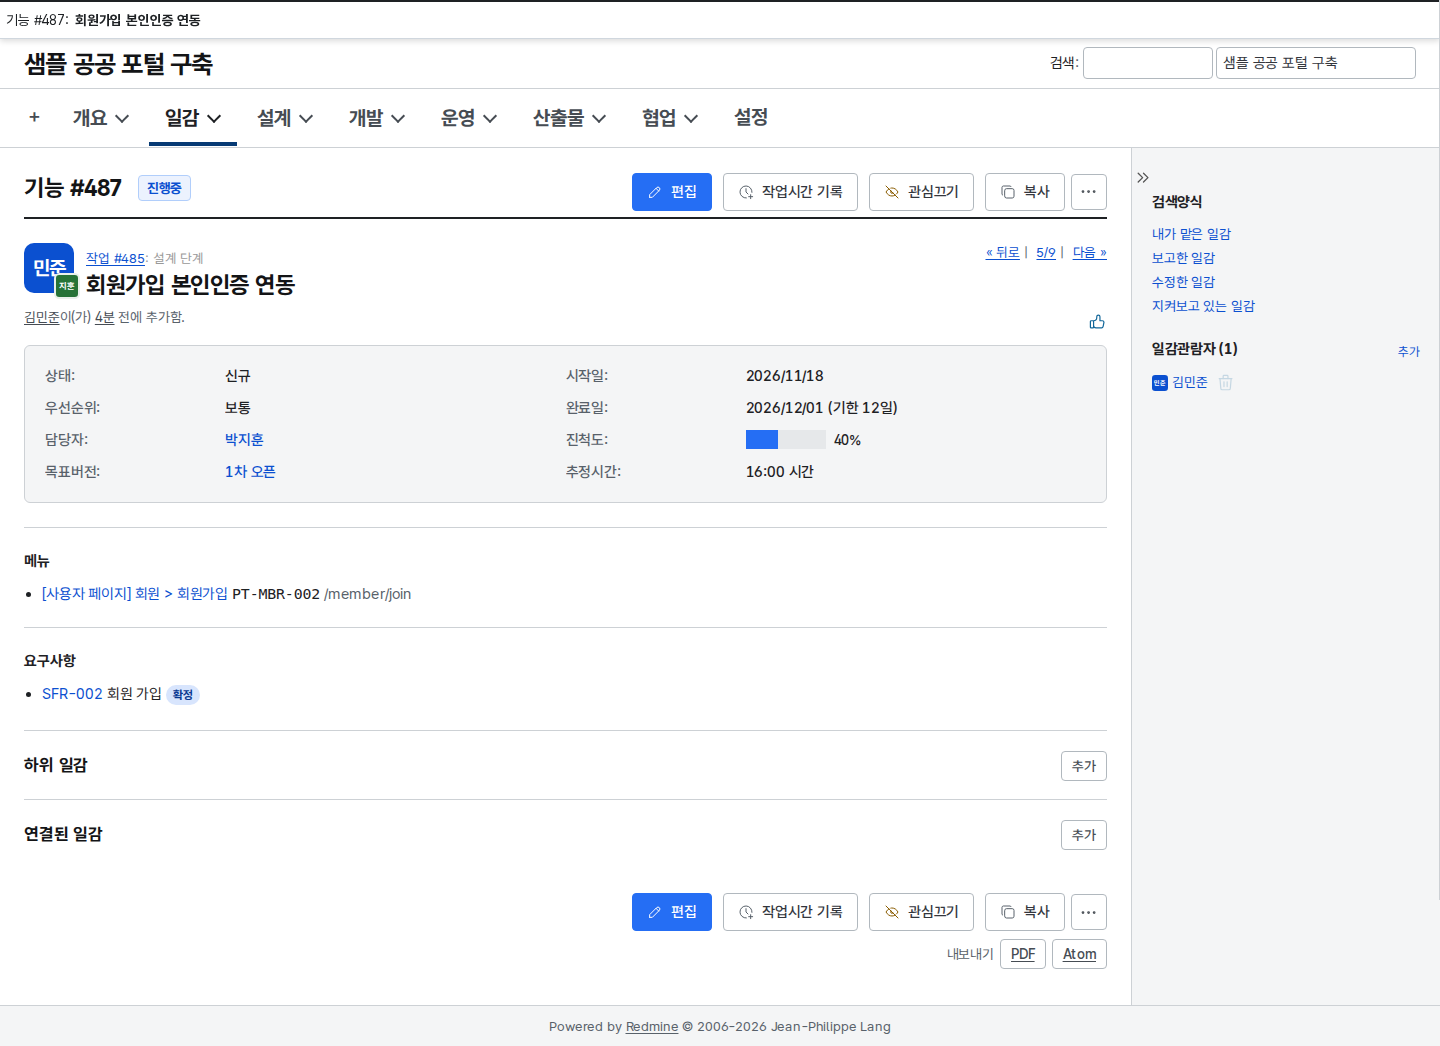 기능 #487: 회원가입 본인인증 연동
샘플 공공 포털 구축
검색: 샘플 공공 포털 구축
+ 개요 일감 설계 개발 운영 산출물 협업 설정
기능 #487 진행중
편집 작업시간 기록 관심끄기 복사 ···
민준
지훈
작업 #485: 설계 단계
회원가입 본인인증 연동
« 뒤로 | 5/9 | 다음 »
김민준이(가) 4분 전에 추가함.
상태: 신규 시작일: 2026/11/18
우선순위: 보통 완료일: 2026/12/01 (기한 12일)
담당자: 박지훈 진척도: 40%
목표버전: 1차 오픈 추정시간: 16:00 시간
메뉴
• [사용자 페이지] 회원 > 회원가입 PT-MBR-002 /member/join
요구사항
• SFR-002 회원 가입 확정
하위 일감 추가
연결된 일감 추가
편집 작업시간 기록 관심끄기 복사 ···
내보내기 PDF Atom
»
검색양식
내가 맡은 일감
보고한 일감
수정한 일감
지켜보고 있는 일감
일감관람자 (1) 추가
민준 김민준
Powered by Redmine © 2006-2026 Jean-Philippe Lang